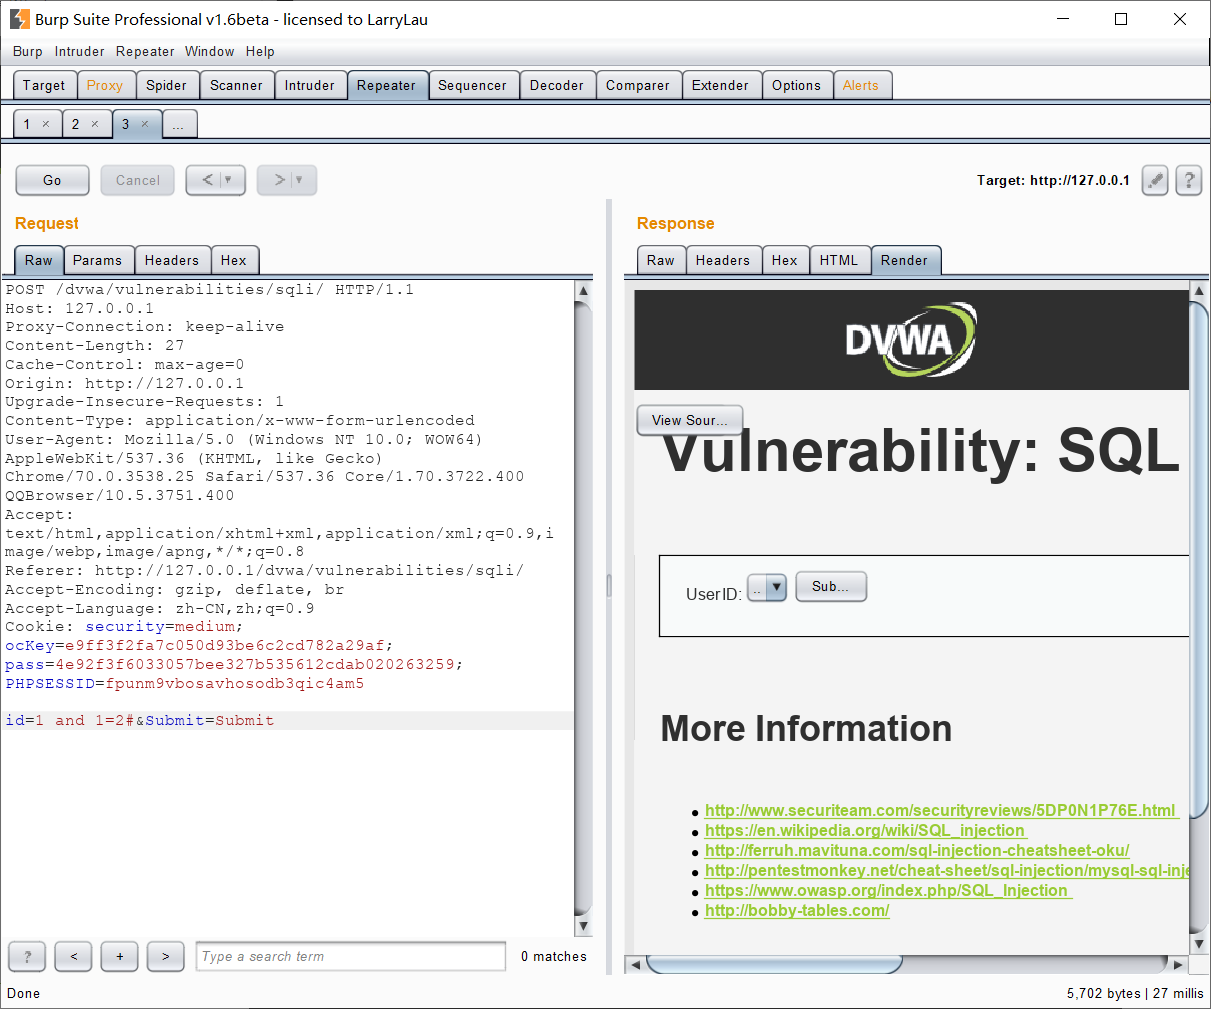 Burp Suite Professional v1.6beta - licensed to LarryLau
Burp Intruder Repeater Window Help
Target Proxy Spider Scanner Intruder Repeater Sequencer Decoder Comparer Extender Options Alerts
1 × 2 × 3 × ...
Go Cancel < > Target: http://127.0.0.1 ?
Request
Raw Params Headers Hex
POST /dvwa/vulnerabilities/sqli/ HTTP/1.1
Host: 127.0.0.1
Proxy-Connection: keep-alive
Content-Length: 27
Cache-Control: max-age=0
Origin: http://127.0.0.1
Upgrade-Insecure-Requests: 1
Content-Type: application/x-www-form-urlencoded
User-Agent: Mozilla/5.0 (Windows NT 10.0; WOW64)
AppleWebKit/537.36 (KHTML, like Gecko)
Chrome/70.0.3538.25 Safari/537.36 Core/1.70.3722.400
QQBrowser/10.5.3751.400
Accept:
text/html,application/xhtml+xml,application/xml;q=0.9,i
mage/webp,image/apng,*/*;q=0.8
Referer: http://127.0.0.1/dvwa/vulnerabilities/sqli/
Accept-Encoding: gzip, deflate, br
Accept-Language: zh-CN,zh;q=0.9
Cookie: security=medium;
ocKey=e9ff3f2fa7c050d93be6c2cd782a29af;
pass=4e92f3f6033057bee327b535612cdab020263259;
PHPSESSID=fpunm9vbosavhosodb3qic4am5
id=1 and 1=2#&Submit=Submit
? < + > Type a search term 0 matches
Response
Raw Headers Hex HTML Render
DVWA
View Sour...
Vulnerability: SQL
UserID: .. Sub...
More Information
http://www.securiteam.com/securityreviews/5DP0N1P76E.html
https://en.wikipedia.org/wiki/SQL_injection
http://ferruh.mavituna.com/sql-injection-cheatsheet-oku/
http://pentestmonkey.net/cheat-sheet/sql-injection/mysql-sql-inje
https://www.owasp.org/index.php/SQL_Injection
http://bobby-tables.com/
Done 5,702 bytes | 27 millis